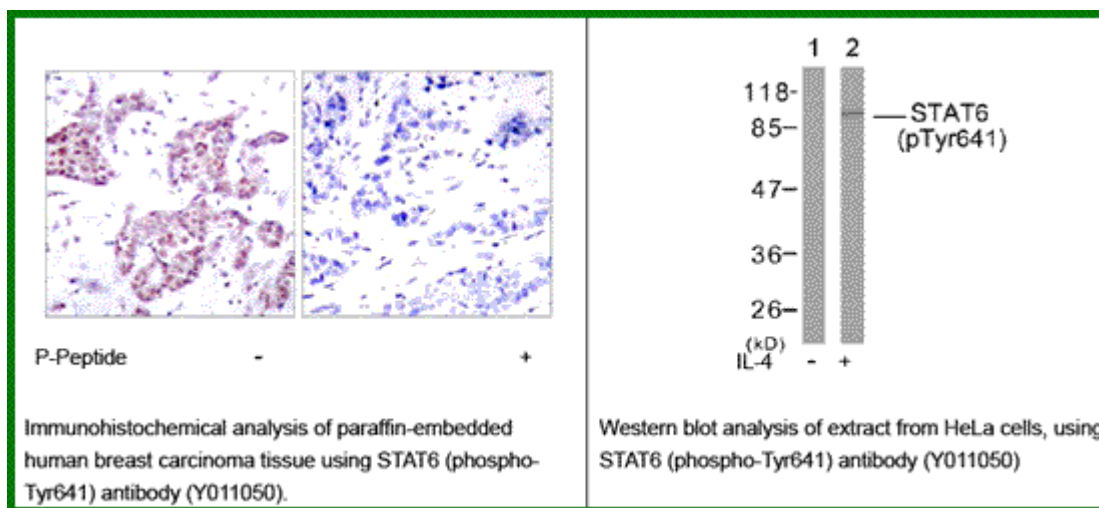 P-Peptide - +
Immunohistochemical analysis of paraffin-embedded
human breast carcinoma tissue using STAT6 (phospho-
Tyr641) antibody (Y011050).
1 2
118-
85-
STAT6
(pTyr641)
47-
36-
26-
(kD)
IL-4 - +
Western blot analysis of extract from HeLa cells, using
STAT6 (phospho-Tyr641) antibody (Y011050)